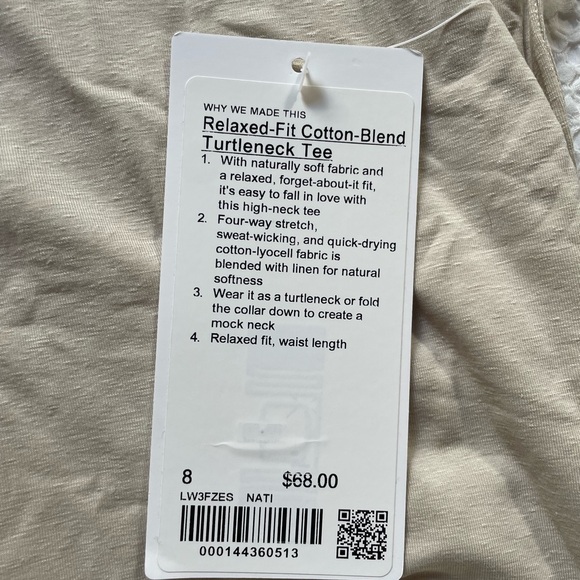 WHY WE MADE THIS
Relaxed-Fit Cotton-Blend
Turtleneck Tee
1. With naturally soft fabric and
a relaxed, forget-about-it fit,
it's easy to fall in love with
this high-neck tee
2. Four-way stretch,
sweat-wicking, and quick-drying
cotton-lyocell fabric is
blended with linen for natural
softness
3. Wear it as a turtleneck or fold
the collar down to create a
mock neck
4. Relaxed fit, waist length
8 $68.00
LW3FZES NATI
000144360513